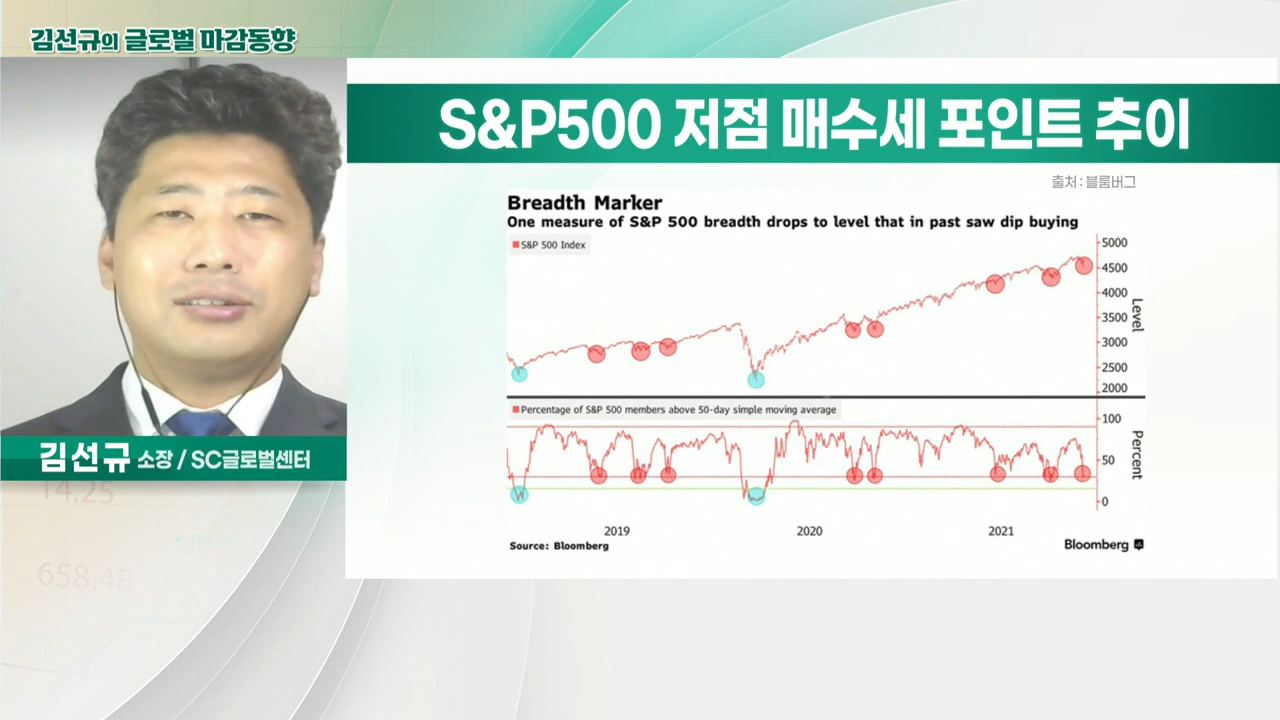 김선규의 글로벌 마감동향
S&P500 저점 매수세 포인트 추이
출처 : 블룸버그
Breadth Marker
One measure of S&P 500 breadth drops to level that in past saw dip buying
S&P 500 Index
5000
4500
4000
3500
3000
2500
2000
Level
Percentage of S&P 500 members above 50-day simple moving average
100
50
0
Percent
2019 2020 2021
Source: Bloomberg
Bloomberg
김선규 소장 / SC글로벌센터
14.25
658.48